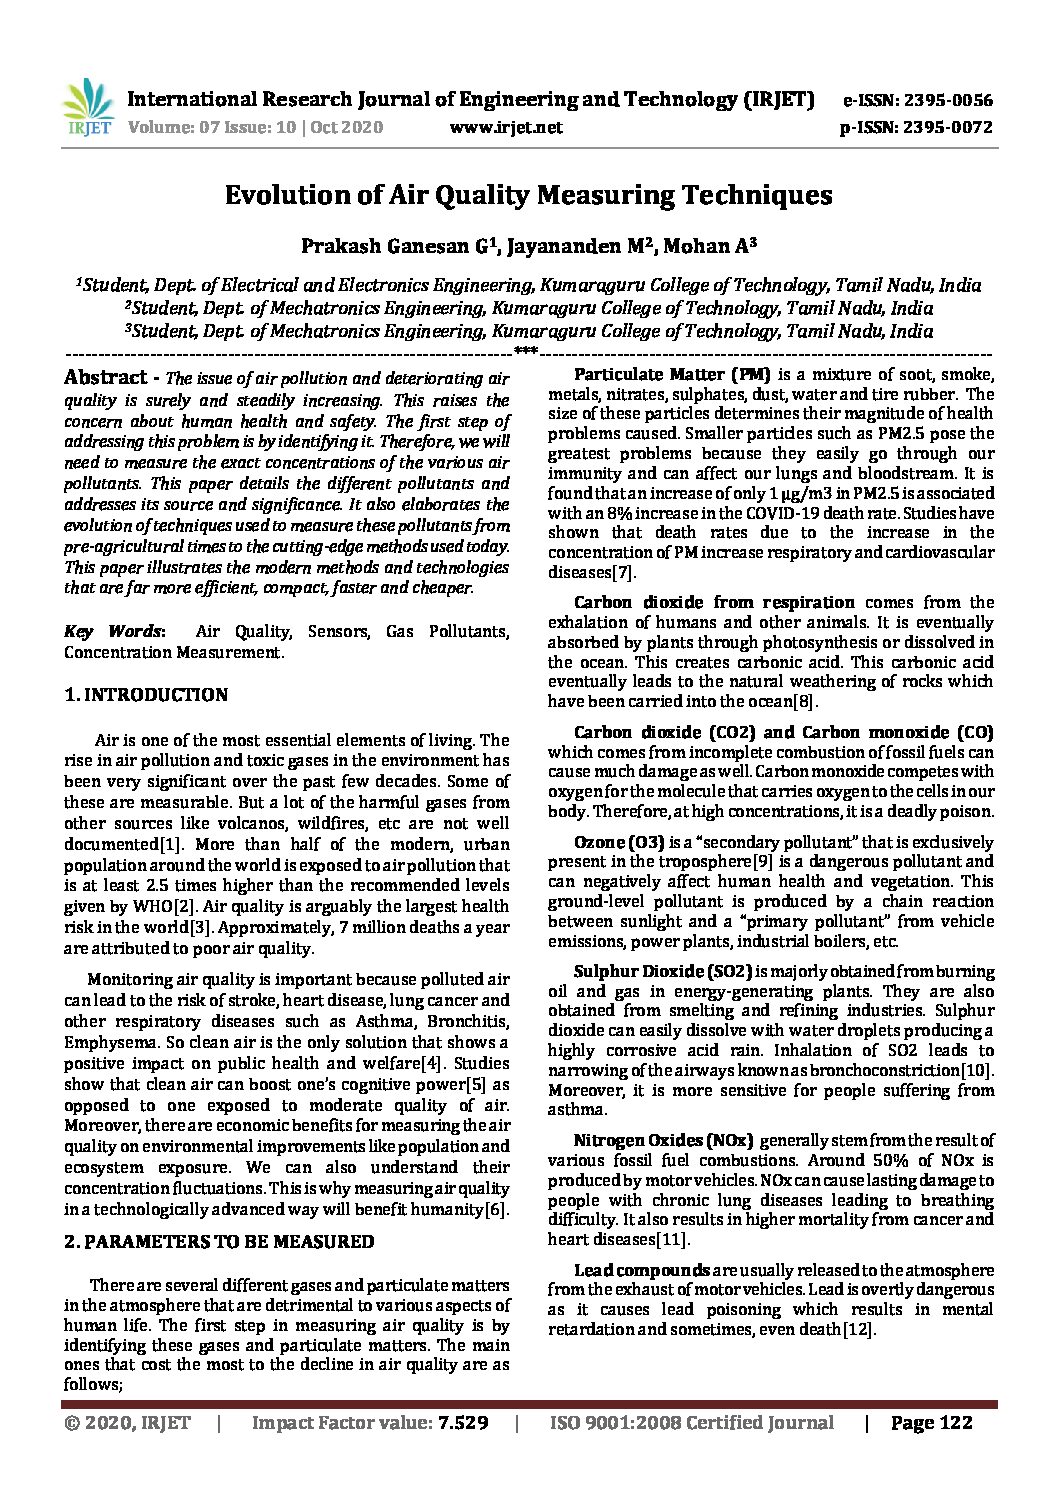 International Research Journal of Engineering and Technology (IRJET) e-ISSN: 2395-0056
IRJET Volume: 07 Issue: 10 | Oct 2020 www.irjet.net p-ISSN: 2395-0072
Evolution of Air Quality Measuring Techniques
Prakash Ganesan G1, Jayananden M2, Mohan A3
1Student, Dept. of Electrical and Electronics Engineering, Kumaraguru College of Technology, Tamil Nadu, India
2Student, Dept. of Mechatronics Engineering, Kumaraguru College of Technology, Tamil Nadu, India
3Student, Dept. of Mechatronics Engineering, Kumaraguru College of Technology, Tamil Nadu, India
---------------------------------------------------------------------***----------------------------------------------------------------------
Abstract - The issue of air pollution and deteriorating air
quality is surely and steadily increasing. This raises the
concern about human health and safety. The first step of
addressing this problem is by identifying it. Therefore, we will
need to measure the exact concentrations of the various air
pollutants. This paper details the different pollutants and
addresses its source and significance. It also elaborates the
evolution of techniques used to measure these pollutants from
pre-agricultural times to the cutting-edge methods used today.
This paper illustrates the modern methods and technologies
that are far more efficient, compact, faster and cheaper.
Key Words: Air Quality, Sensors, Gas Pollutants,
Concentration Measurement.
1. INTRODUCTION
Air is one of the most essential elements of living. The
rise in air pollution and toxic gases in the environment has
been very significant over the past few decades. Some of
these are measurable. But a lot of the harmful gases from
other sources like volcanos, wildfires, etc are not well
documented[1]. More than half of the modern, urban
population around the world is exposed to air pollution that
is at least 2.5 times higher than the recommended levels
given by WHO[2]. Air quality is arguably the largest health
risk in the world[3]. Approximately, 7 million deaths a year
are attributed to poor air quality.
Monitoring air quality is important because polluted air
can lead to the risk of stroke, heart disease, lung cancer and
other respiratory diseases such as Asthma, Bronchitis,
Emphysema. So clean air is the only solution that shows a
positive impact on public health and welfare[4]. Studies
show that clean air can boost one's cognitive power[5] as
opposed to one exposed to moderate quality of air.
Moreover, there are economic benefits for measuring the air
quality on environmental improvements like population and
ecosystem exposure. We can also understand their
concentration fluctuations. This is why measuring air quality
in a technologically advanced way will benefit humanity[6].
2. PARAMETERS TO BE MEASURED
There are several different gases and particulate matters
in the atmosphere that are detrimental to various aspects of
human life. The first step in measuring air quality is by
identifying these gases and particulate matters. The main
ones that cost the most to the decline in air quality are as
follows;
Particulate Matter (PM) is a mixture of soot, smoke,
metals, nitrates, sulphates, dust, water and tire rubber. The
size of these particles determines their magnitude of health
problems caused. Smaller particles such as PM2.5 pose the
greatest problems because they easily go through our
immunity and can affect our lungs and bloodstream. It is
found that an increase of only 1 μg/m3 in PM2.5 is associated
with an 8% increase in the COVID-19 death rate. Studies have
shown that death rates due to the increase in the
concentration of PM increase respiratory and cardiovascular
diseases[7].
Carbon dioxide from respiration comes from the
exhalation of humans and other animals. It is eventually
absorbed by plants through photosynthesis or dissolved in
the ocean. This creates carbonic acid. This carbonic acid
eventually leads to the natural weathering of rocks which
have been carried into the ocean[8].
Carbon dioxide (CO2) and Carbon monoxide (CO)
which comes from incomplete combustion of fossil fuels can
cause much damage as well. Carbon monoxide competes with
oxygen for the molecule that carries oxygen to the cells in our
body. Therefore, at high concentrations, it is a deadly poison.
Ozone (O3) is a “secondary pollutant” that is exclusively
present in the troposphere[9] is a dangerous pollutant and
can negatively affect human health and vegetation. This
ground-level pollutant is produced by a chain reaction
between sunlight and a “primary pollutant” from vehicle
emissions, power plants, industrial boilers, etc.
Sulphur Dioxide (SO2) is majorly obtained from burning
oil and gas in energy-generating plants. They are also
obtained from smelting and refining industries. Sulphur
dioxide can easily dissolve with water droplets producing a
highly corrosive acid rain. Inhalation of SO2 leads to
narrowing of the airways known as bronchoconstriction[10].
Moreover, it is more sensitive for people suffering from
asthma.
Nitrogen Oxides (NOx) generally stem from the result of
various fossil fuel combustions. Around 50% of NOx is
produced by motor vehicles. NOx can cause lasting damage to
people with chronic lung diseases leading to breathing
difficulty. It also results in higher mortality from cancer and
heart diseases[11].
Lead compounds are usually released to the atmosphere
from the exhaust of motor vehicles. Lead is overtly dangerous
as it causes lead poisoning which results in mental
retardation and sometimes, even death[12].
© 2020, IRJET | Impact Factor value: 7.529 | ISO 9001:2008 Certified Journal | Page 122